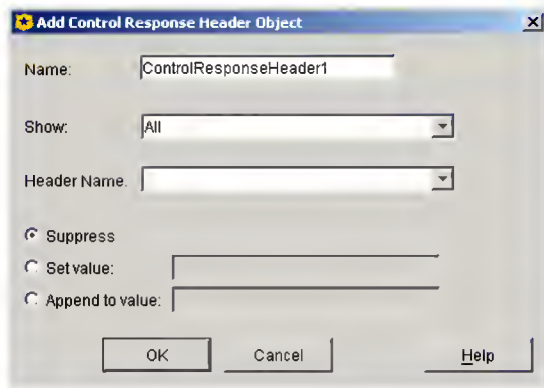 Add Control Response Header Object
Name: ControlResponseHeader1
Show: All
Header Name.
Suppress
Set value:
Append to value:
OK Cancel Help